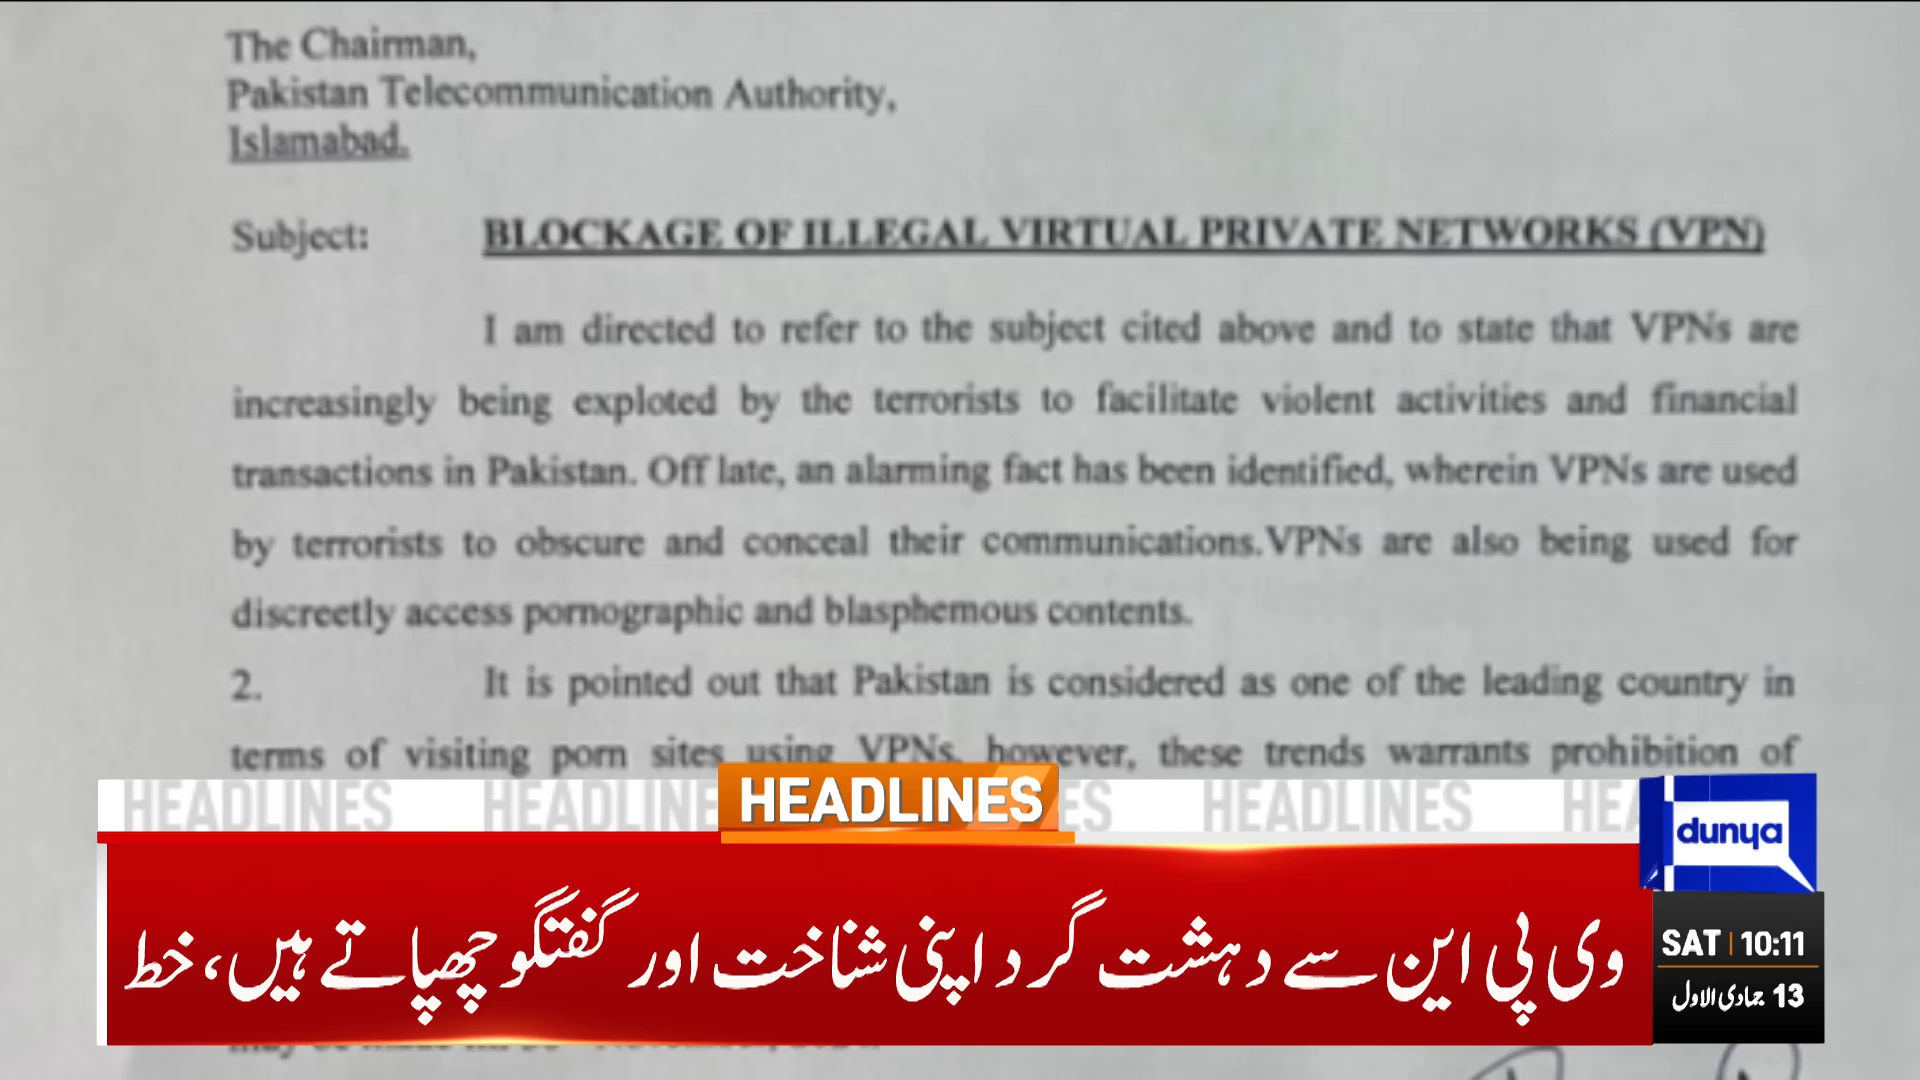 The Chairman,
Pakistan Telecommunication Authority,
Islamabad.
Subject: BLOCKAGE OF ILLEGAL VIRTUAL PRIVATE NETWORKS (VPN)
I am directed to refer to the subject cited above and to state that VPNs are
increasingly being exploted by the terrorists to facilitate violent activities and financial
transactions in Pakistan. Off late, an alarming fact has been identified, wherein VPNs are used
by terrorists to obscure and conceal their communications.VPNs are also being used for
discreetly access pornographic and blasphemous contents.
2. It is pointed out that Pakistan is considered as one of the leading country in
terms of visiting porn sites using VPNs, however, these trends warrants prohibition of
HEADLINES HEADLINES HEADLINES HEADLINES
dunya
وی پی این سے دہشت گرد اپنی شناخت اور گفتگو چھپاتے ہیں، خط
SAT 10:11
13 جمادی الاول